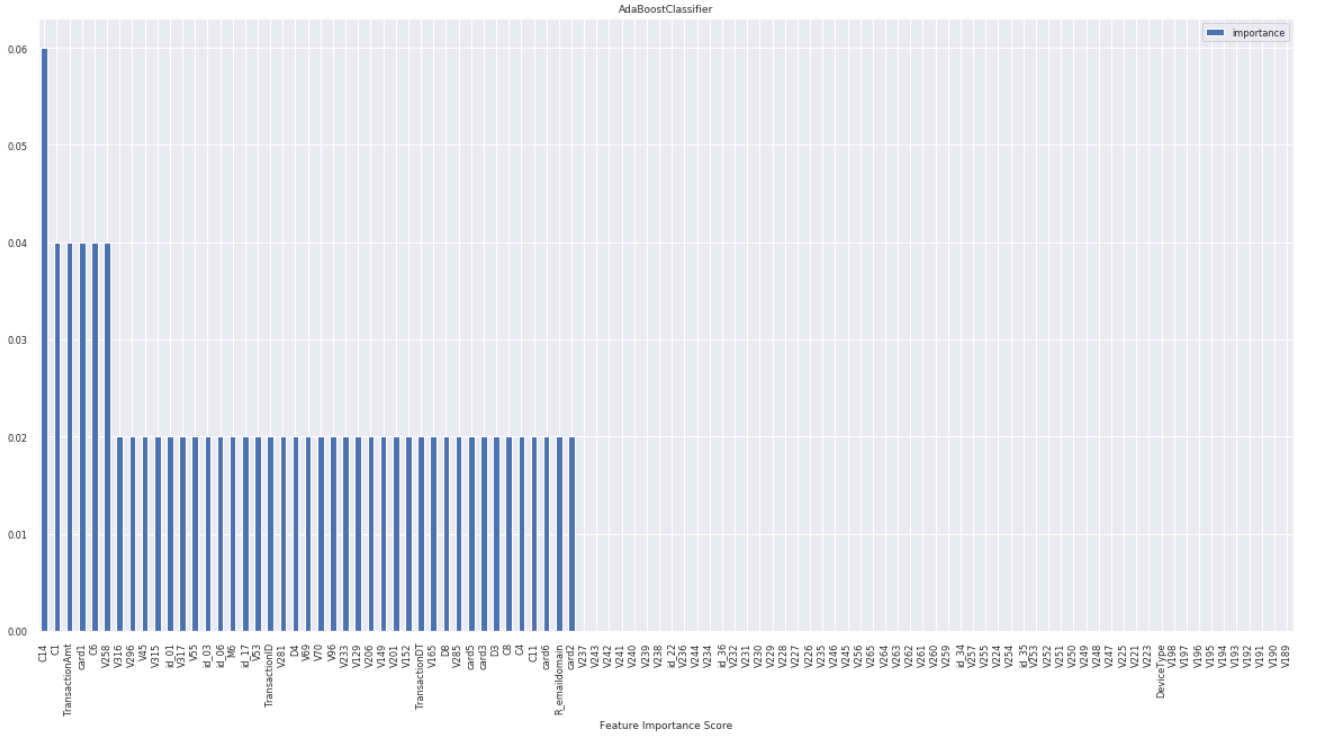 AdaBoostClassifier
importance
0.06
0.05
0.04
0.03
0.02
0.01
0.00
C14
C1
TransactionAmt
card1
C6
V258
V316
V296
V45
V315
id_01
V317
V55
id_03
id_06
M6
id_17
V53
TransactionID
V281
D4
V69
V70
V96
V233
V129
V206
V149
V201
V152
TransactionDT
V165
D8
V285
card5
card3
D3
C8
C4
C11
card6
R_emaildomain
card2
V237
V243
V242
V241
V240
V239
V238
id_22
V236
V244
V234
id_36
V232
V231
V230
V229
V228
V227
V226
V235
V246
V245
V256
V265
V264
V263
V262
V261
V260
V259
id_34
V257
V255
V224
V254
id_35
V253
V252
V251
V250
V249
V248
V247
V225
V221
V223
DeviceType
V198
V197
V196
V195
V194
V193
V192
V191
V190
V189
Feature Importance Score